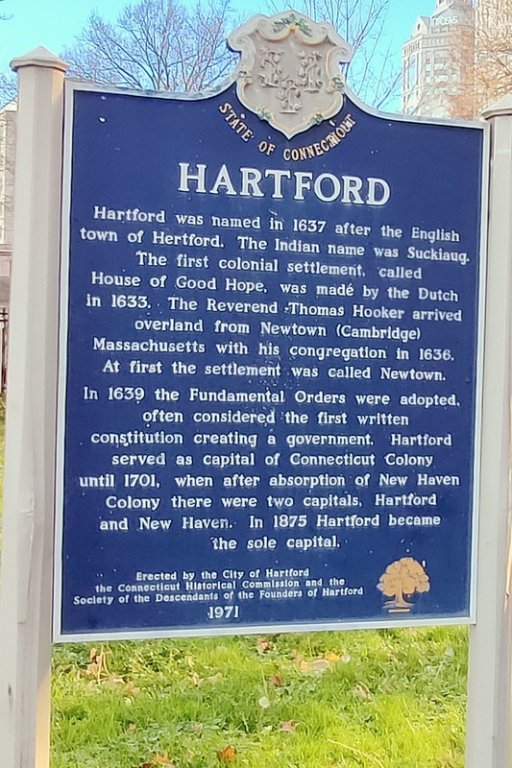 STATE OF CONNECTICUT
HARTFORD
Hartford was named in 1637 after the English
town of Hertford. The Indian name was Suckiaug.
The first colonial settlement, called
House of Good Hope, was made by the Dutch
in 1633. The Reverend Thomas Hooker arrived
overland from Newtown (Cambridge)
Massachusetts with his congregation in 1636.
At first the settlement was called Newtown.
In 1639 the Fundamental Orders were adopted,
often considered the first written
constitution creating a government. Hartford
served as capital of Connecticut Colony
until 1701, when after absorption of New Haven
Colony there were two capitals, Hartford
and New Haven. In 1875 Hartford became
the sole capital.
Erected by the City of Hartford
the Connecticut Historical Commission and the
Society of the Descendants of the Founders of Hartford
1971